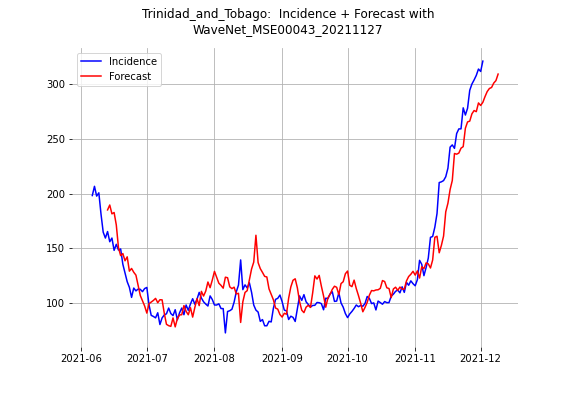 Trinidad_and_Tobago:  Incidence + Forecast with
WaveNet_MSE00043_20211127
Incidence
Forecast
300
250
200
150
100
2021-06 2021-07 2021-08 2021-09 2021-10 2021-11 2021-12